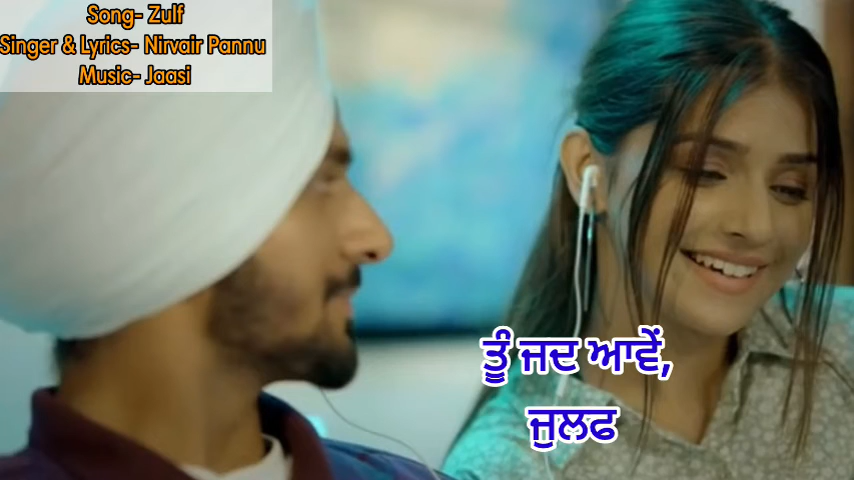 Song- Zulf
Singer & Lyrics- Nirvair Pannu
Music- Jaasi
ਤੂੰ ਜਦ ਆਵੇਂ,
ਜੁਲਫ